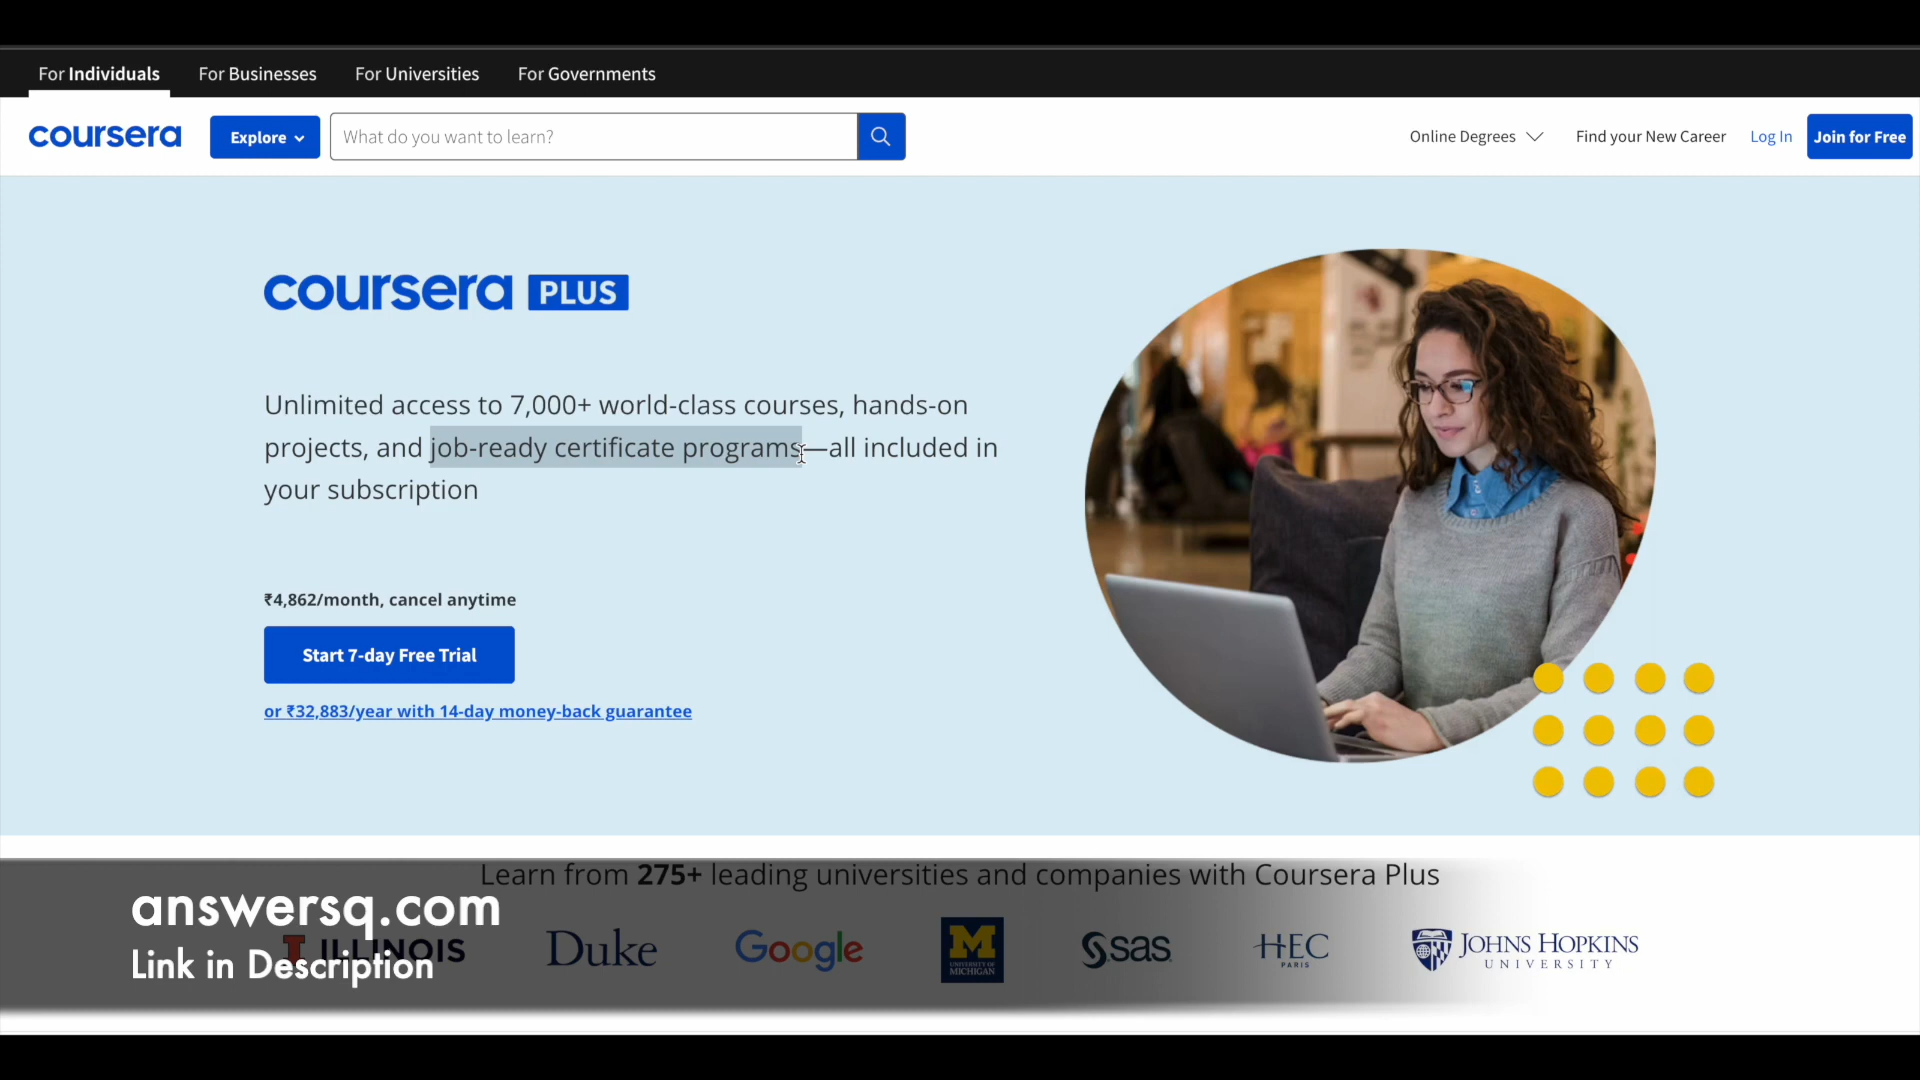 For Individuals For Businesses For Universities For Governments
coursera Explore What do you want to learn? Online Degrees Find your New Career Log In Join for Free
coursera PLUS
Unlimited access to 7,000+ world-class courses, hands-on
projects, and job-ready certificate programs—all included in
your subscription
₹4,862/month, cancel anytime
Start 7-day Free Trial
or ₹32,883/year with 14-day money-back guarantee
Learn from 275+ leading universities and companies with Coursera Plus
answersq.com
Link in Description
I ILLINOIS Duke Google M UNIVERSITY OF MICHIGAN sas HEC PARIS JOHNS HOPKINS UNIVERSITY